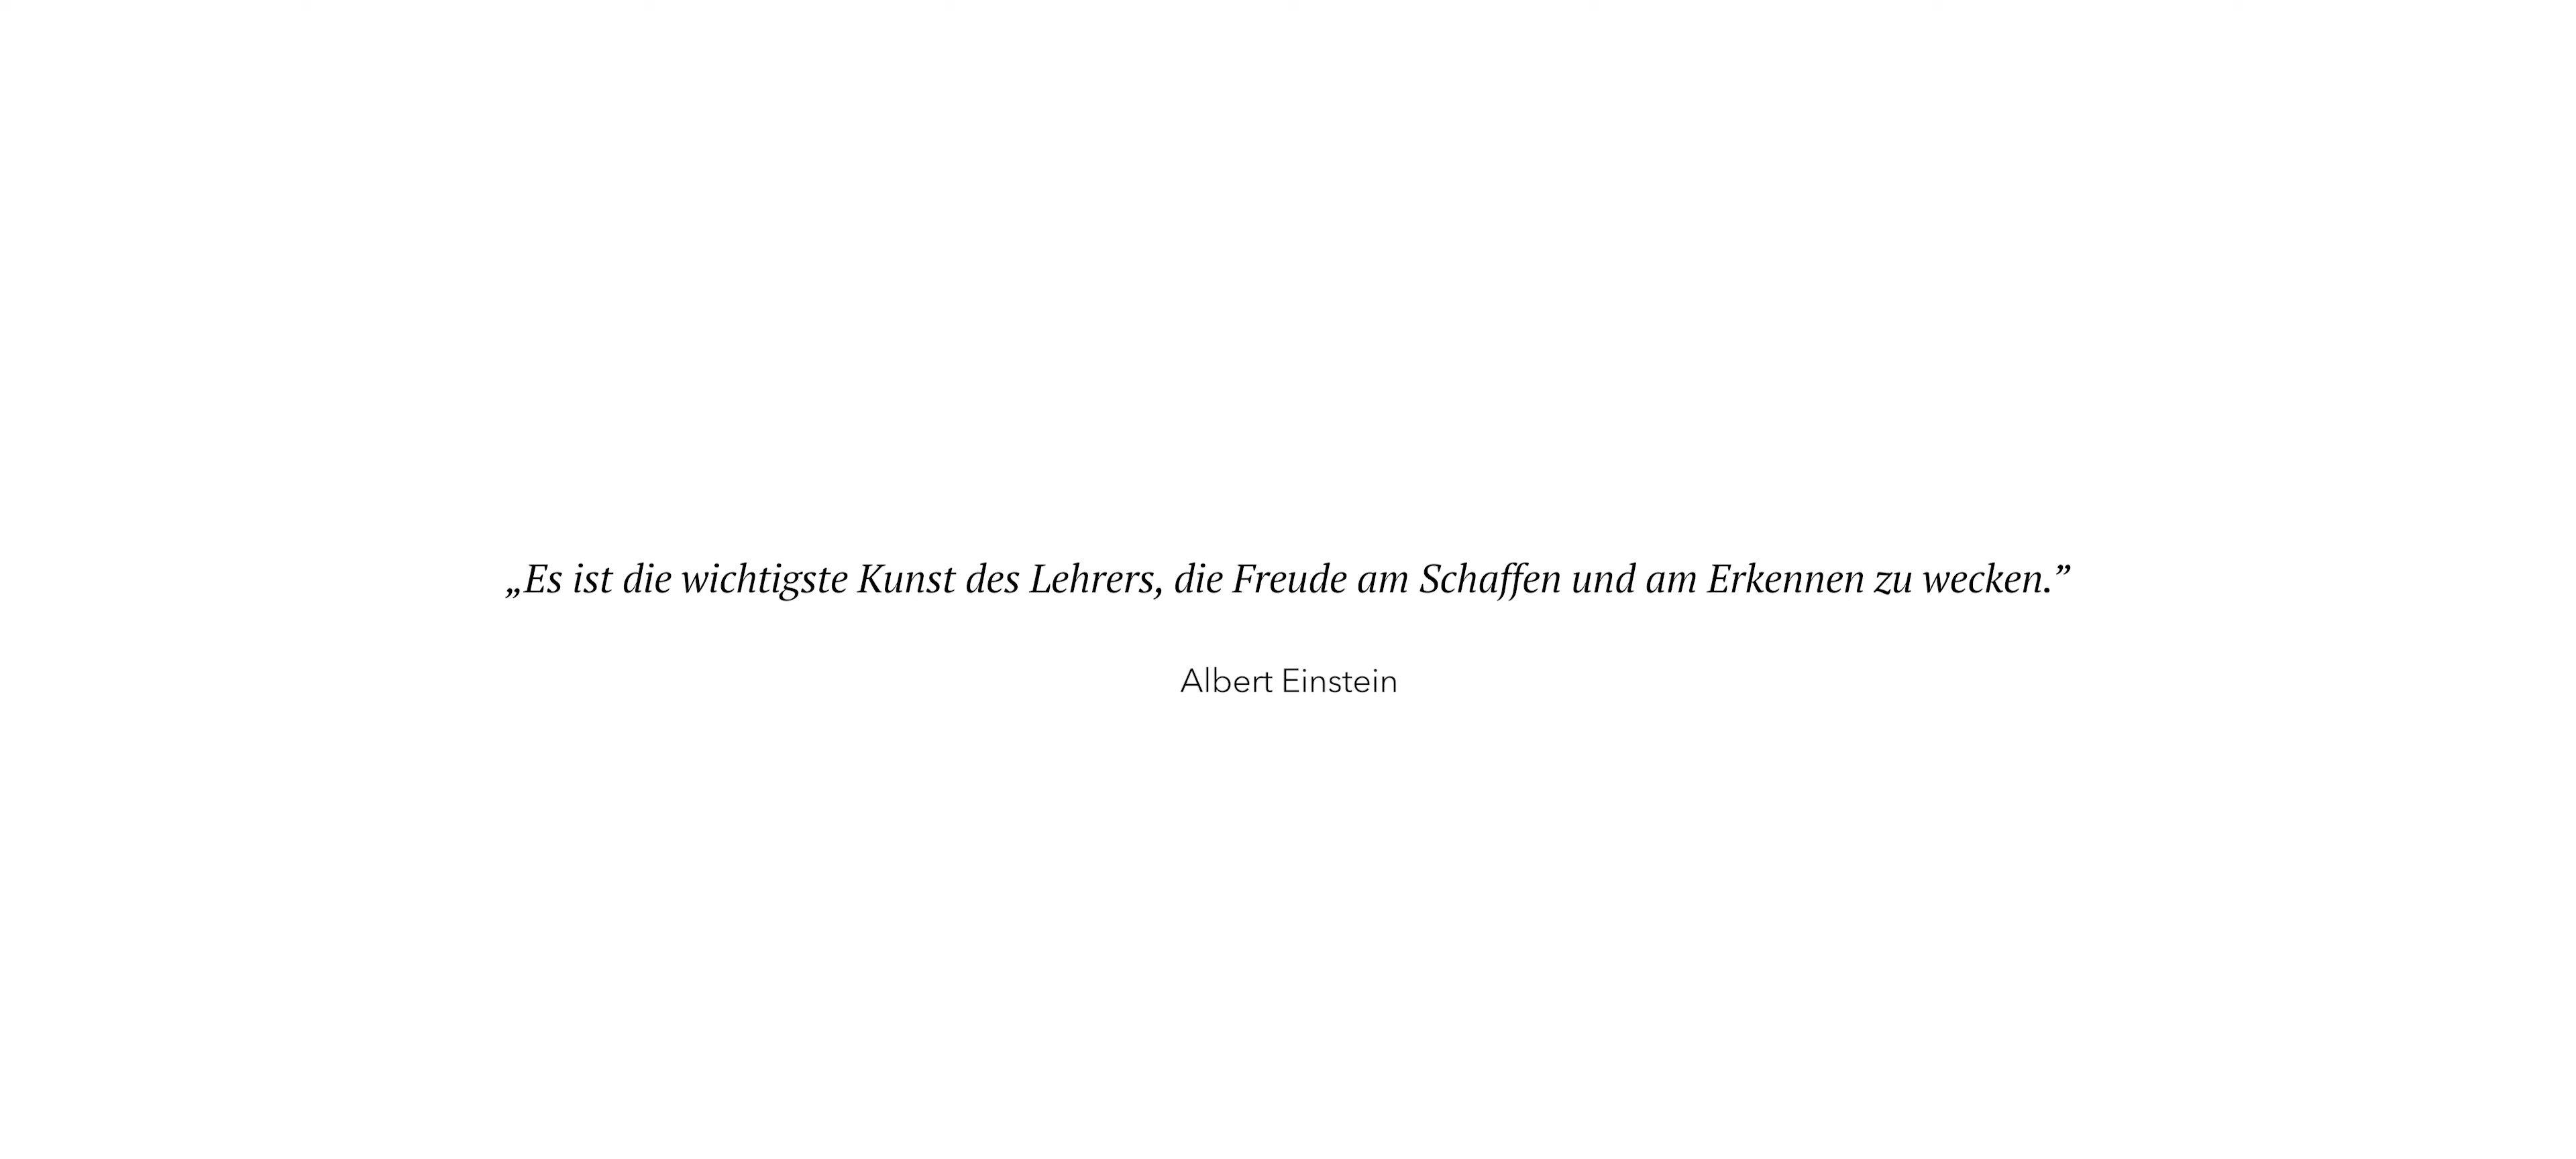 „Es ist die wichtigste Kunst des Lehrers, die Freude am Schaffen und am Erkennen zu wecken.”
Albert Einstein